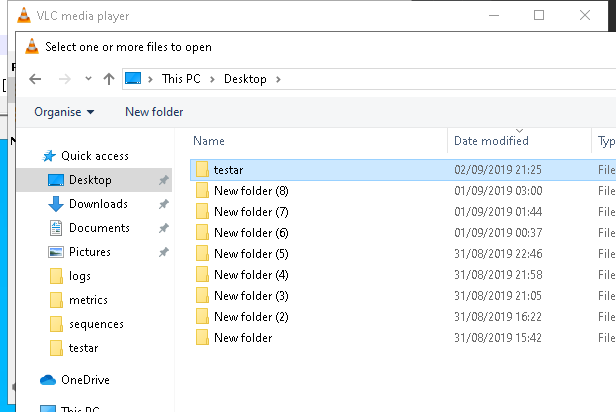 VLC media player
Select one or more files to open
This PC > Desktop >
Organise New folder
Name Date modified Typ
Quick access
Desktop
Downloads
Documents
Pictures
logs
metrics
sequences
testar
OneDrive
This PC
testar 02/09/2019 21:25 File
New folder (8) 01/09/2019 03:00 File
New folder (7) 01/09/2019 01:44 File
New folder (6) 01/09/2019 00:37 File
New folder (5) 31/08/2019 22:46 File
New folder (4) 31/08/2019 21:58 File
New folder (3) 31/08/2019 21:05 File
New folder (2) 31/08/2019 16:22 File
New folder 31/08/2019 15:42 File